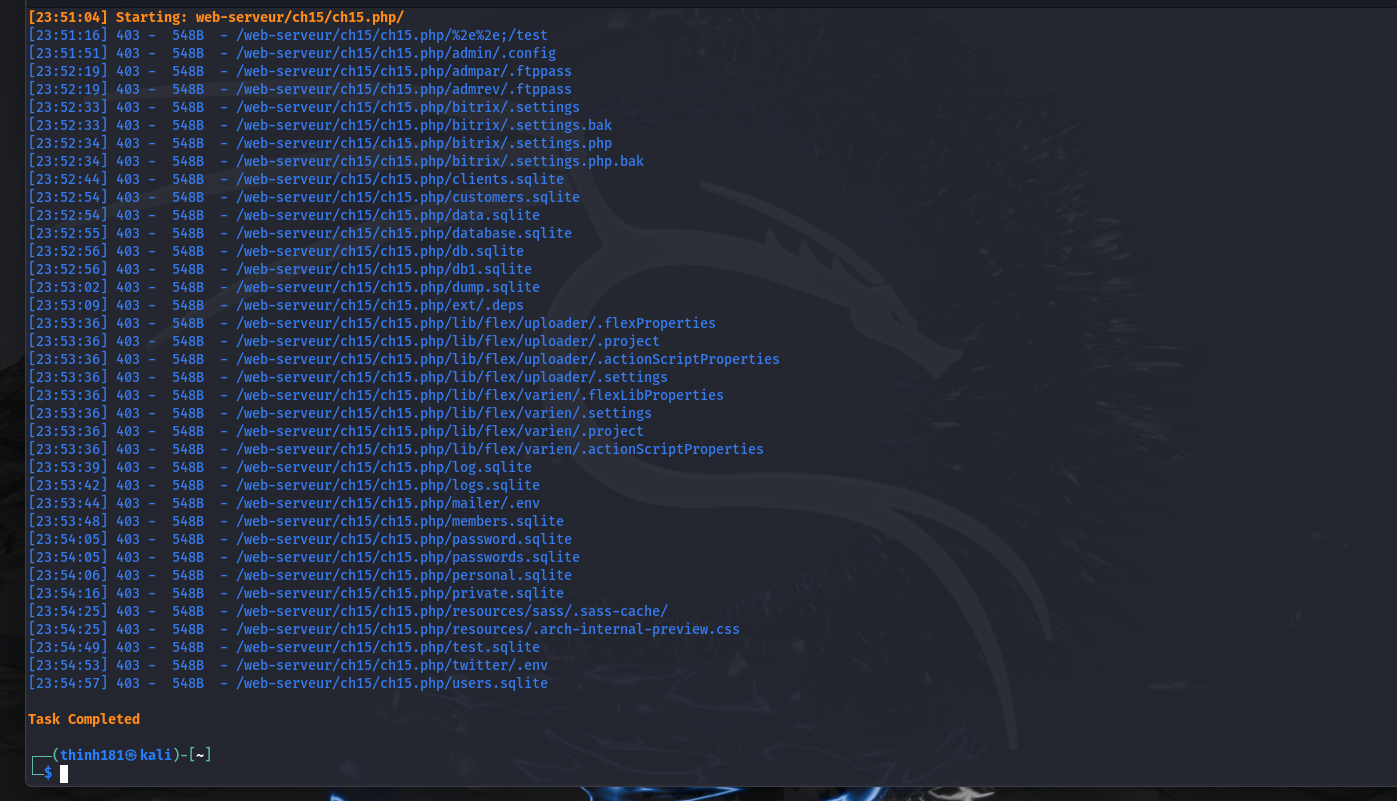 [23:51:04] Starting: web-serveur/ch15/ch15.php/
[23:51:16] 403 -  548B  - /web-serveur/ch15/ch15.php/%2e%2e;/test
[23:51:51] 403 -  548B  - /web-serveur/ch15/ch15.php/admin/.config
[23:52:19] 403 -  548B  - /web-serveur/ch15/ch15.php/admpar/.ftppass
[23:52:19] 403 -  548B  - /web-serveur/ch15/ch15.php/admrev/.ftppass
[23:52:33] 403 -  548B  - /web-serveur/ch15/ch15.php/bitrix/.settings
[23:52:33] 403 -  548B  - /web-serveur/ch15/ch15.php/bitrix/.settings.bak
[23:52:34] 403 -  548B  - /web-serveur/ch15/ch15.php/bitrix/.settings.php
[23:52:34] 403 -  548B  - /web-serveur/ch15/ch15.php/bitrix/.settings.php.bak
[23:52:44] 403 -  548B  - /web-serveur/ch15/ch15.php/clients.sqlite
[23:52:54] 403 -  548B  - /web-serveur/ch15/ch15.php/customers.sqlite
[23:52:54] 403 -  548B  - /web-serveur/ch15/ch15.php/data.sqlite
[23:52:55] 403 -  548B  - /web-serveur/ch15/ch15.php/database.sqlite
[23:52:56] 403 -  548B  - /web-serveur/ch15/ch15.php/db.sqlite
[23:52:56] 403 -  548B  - /web-serveur/ch15/ch15.php/db1.sqlite
[23:53:02] 403 -  548B  - /web-serveur/ch15/ch15.php/dump.sqlite
[23:53:09] 403 -  548B  - /web-serveur/ch15/ch15.php/ext/.deps
[23:53:36] 403 -  548B  - /web-serveur/ch15/ch15.php/lib/flex/uploader/.flexProperties
[23:53:36] 403 -  548B  - /web-serveur/ch15/ch15.php/lib/flex/uploader/.project
[23:53:36] 403 -  548B  - /web-serveur/ch15/ch15.php/lib/flex/uploader/.actionScriptProperties
[23:53:36] 403 -  548B  - /web-serveur/ch15/ch15.php/lib/flex/uploader/.settings
[23:53:36] 403 -  548B  - /web-serveur/ch15/ch15.php/lib/flex/varien/.flexLibProperties
[23:53:36] 403 -  548B  - /web-serveur/ch15/ch15.php/lib/flex/varien/.settings
[23:53:36] 403 -  548B  - /web-serveur/ch15/ch15.php/lib/flex/varien/.project
[23:53:36] 403 -  548B  - /web-serveur/ch15/ch15.php/lib/flex/varien/.actionScriptProperties
[23:53:39] 403 -  548B  - /web-serveur/ch15/ch15.php/log.sqlite
[23:53:42] 403 -  548B  - /web-serveur/ch15/ch15.php/logs.sqlite
[23:53:44] 403 -  548B  - /web-serveur/ch15/ch15.php/mailer/.env
[23:53:48] 403 -  548B  - /web-serveur/ch15/ch15.php/members.sqlite
[23:54:05] 403 -  548B  - /web-serveur/ch15/ch15.php/password.sqlite
[23:54:05] 403 -  548B  - /web-serveur/ch15/ch15.php/passwords.sqlite
[23:54:06] 403 -  548B  - /web-serveur/ch15/ch15.php/personal.sqlite
[23:54:16] 403 -  548B  - /web-serveur/ch15/ch15.php/private.sqlite
[23:54:25] 403 -  548B  - /web-serveur/ch15/ch15.php/resources/sass/.sass-cache/
[23:54:25] 403 -  548B  - /web-serveur/ch15/ch15.php/resources/.arch-internal-preview.css
[23:54:49] 403 -  548B  - /web-serveur/ch15/ch15.php/test.sqlite
[23:54:53] 403 -  548B  - /web-serveur/ch15/ch15.php/twitter/.env
[23:54:57] 403 -  548B  - /web-serveur/ch15/ch15.php/users.sqlite
Task Completed
┌──(thinh181㉿kali)-[~]
└─$